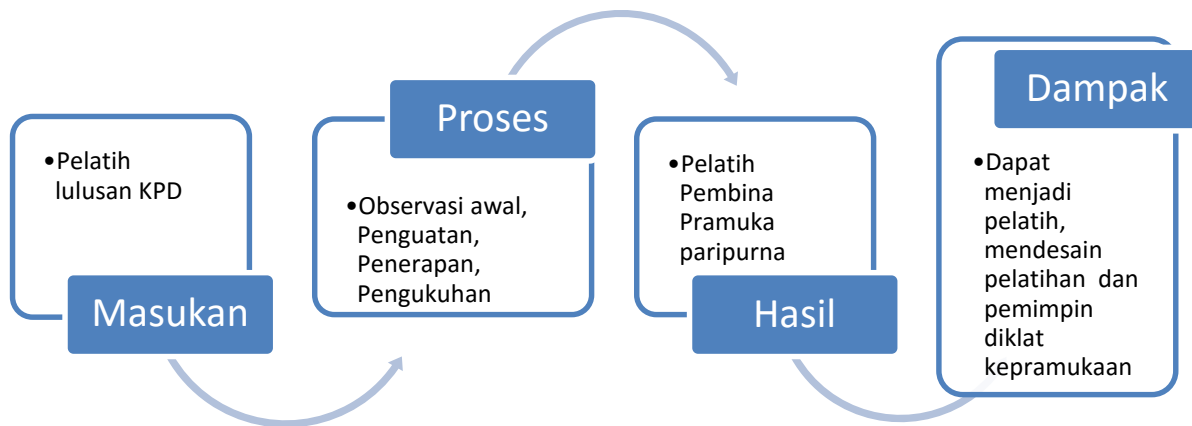 •Pelatih
lulusan KPD
Masukan
Proses
•Observasi awal,
Penguatan,
Penerapan,
Pengukuhan
•Pelatih
Pembina
Pramuka
paripurna
Hasil
Dampak
•Dapat
menjadi
pelatih,
mendesain
pelatihan dan
pemimpin
diklat
kepramukaan